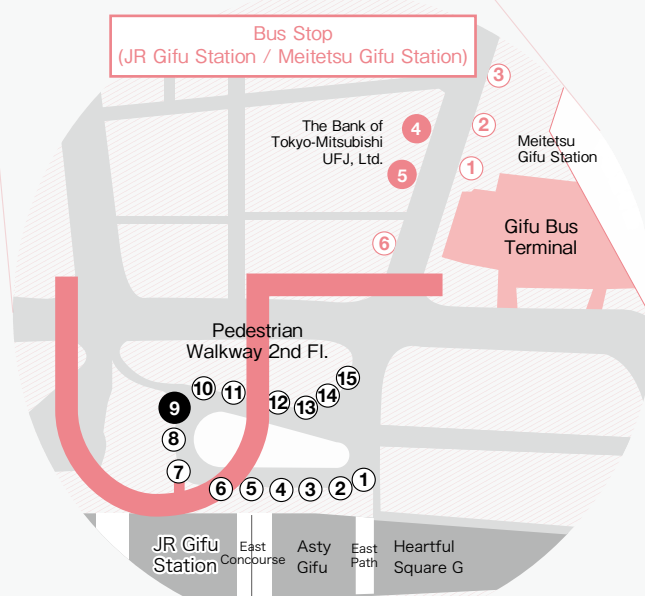 Bus Stop
(JR Gifu Station / Meitetsu Gifu Station)
3
The Bank of
Tokyo-Mitsubishi
UFJ, Ltd.
4
2
Meitetsu
Gifu Station
5
1
Gifu Bus
Terminal
6
Pedestrian
Walkway 2nd Fl.
15
14
13
12
11
10
9
8
7
6
5
4
3
2
1
JR Gifu
Station
East
Concourse
Asty
Gifu
East
Path
Heartful
Square G